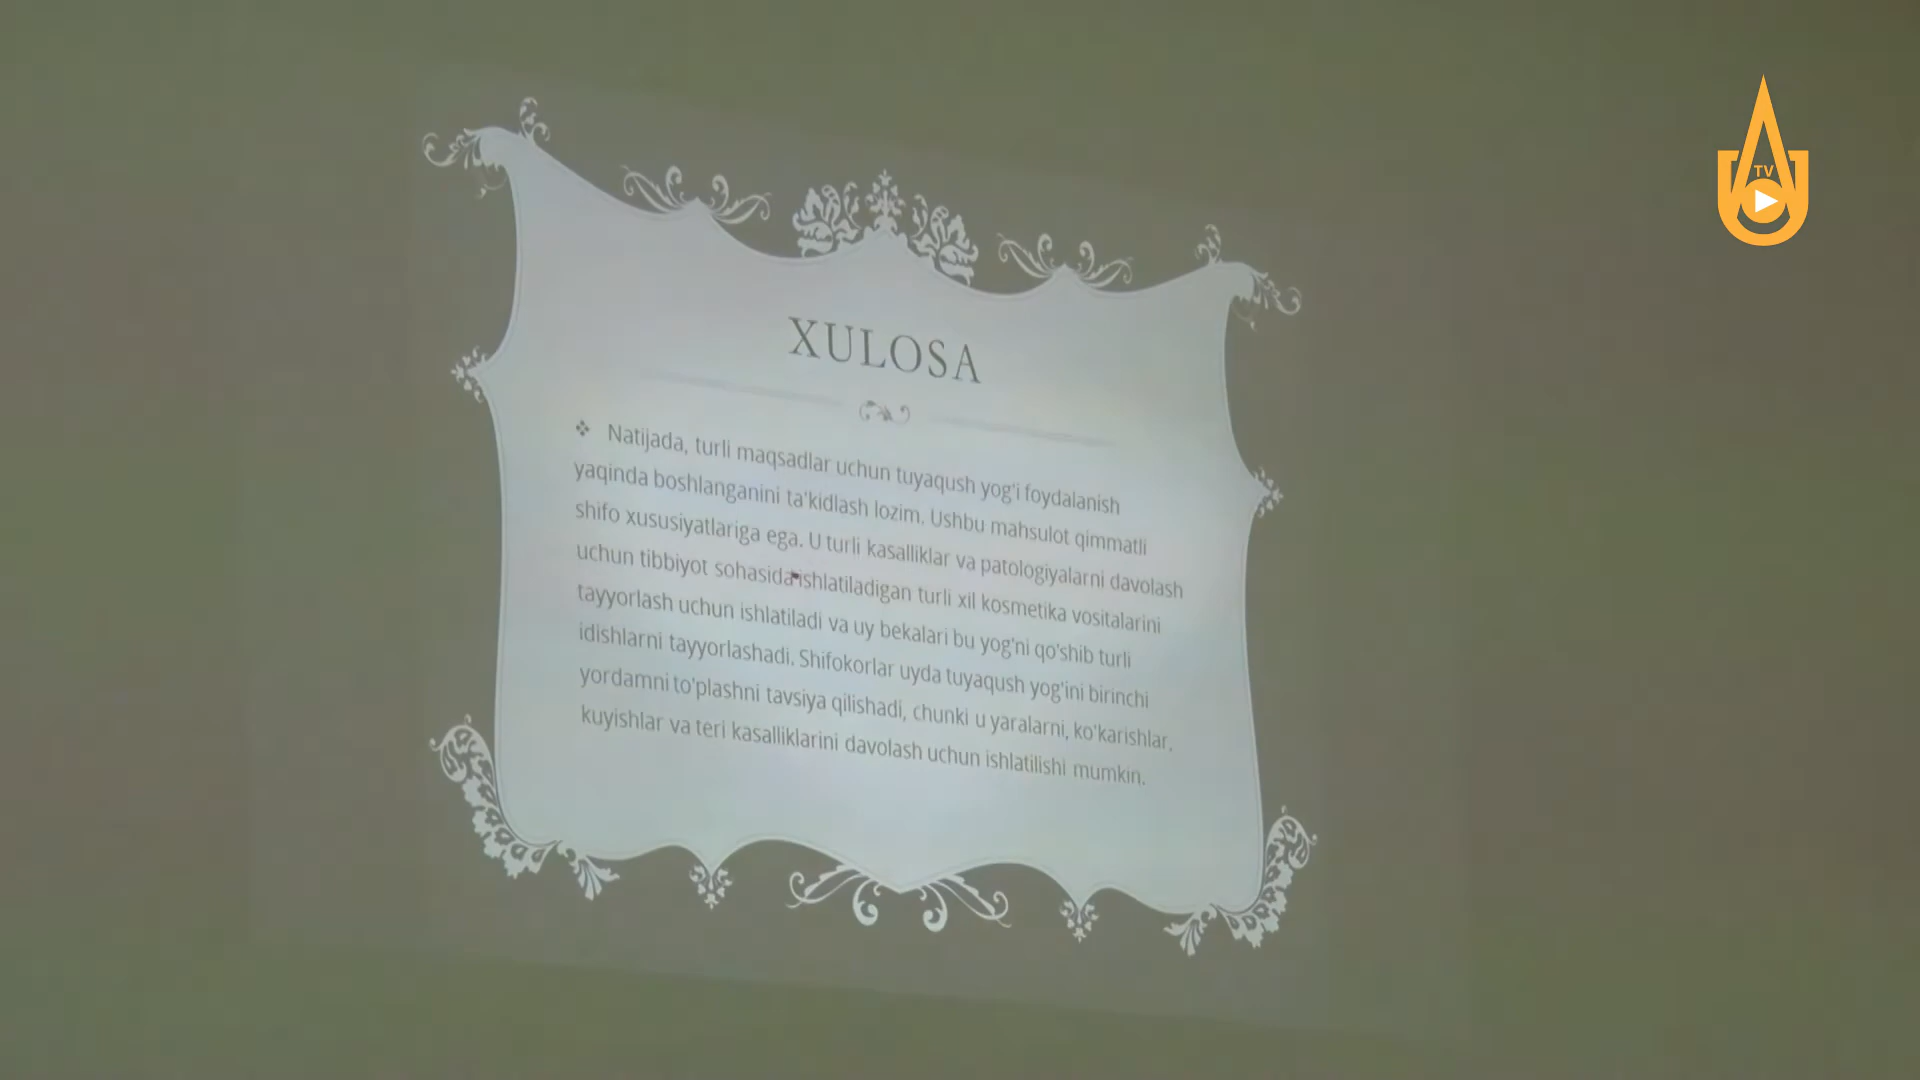 TV
XULOSA
❖ Natijada, turli maqsadlar uchun tuyaqush yog'i foydalanish
yaqinda boshlanganini ta'kidlash lozim. Ushbu mahsulot qimmatli
shifo xususiyatlariga ega. U turli kasalliklar va patologiyalarni davolash
uchun tibbiyot sohasida ishlatiladigan turli xil kosmetika vositalarini
tayyorlash uchun ishlatiladi va uy bekalari bu yog'ni qo'shib turli
idishlarni tayyorlashadi. Shifokorlar uyda tuyaqush yog'ini birinchi
yordamni to'plashni tavsiya qilishadi, chunki u yaralarni, ko'karishlar,
kuyishlar va teri kasalliklarini davolash uchun ishlatilishi mumkin.